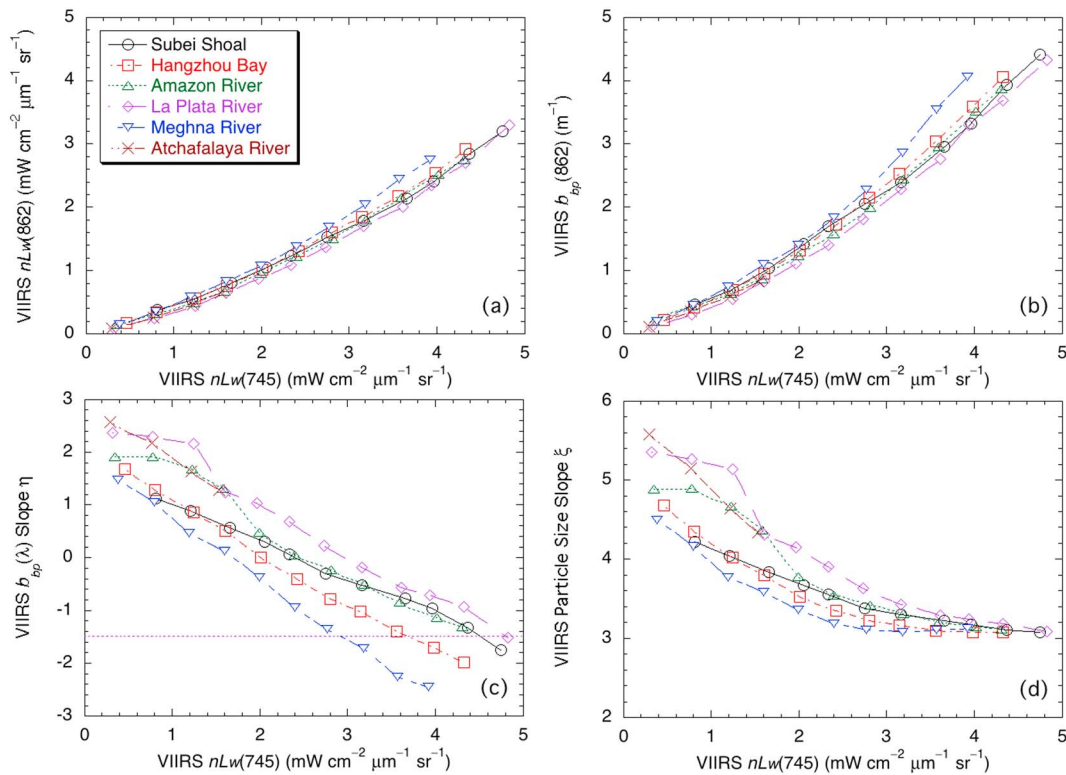 5
4
3
2
1
0
VIIRS nLw(862) (mW cm⁻² μm⁻¹ sr⁻¹)
Subei Shoal
Hangzhou Bay
Amazon River
La Plata River
Meghna River
Atchafalaya River
(a)
0 1 2 3 4 5
VIIRS nLw(745) (mW cm⁻² μm⁻¹ sr⁻¹)
5
4
3
2
1
0
VIIRS b_bp(862) (m⁻¹)
(b)
0 1 2 3 4 5
VIIRS nLw(745) (mW cm⁻² μm⁻¹ sr⁻¹)
3
2
1
0
-1
-2
-3
VIIRS b_bp(λ) Slope η
(c)
0 1 2 3 4 5
VIIRS nLw(745) (mW cm⁻² μm⁻¹ sr⁻¹)
6
5
4
3
2
VIIRS Particle Size Slope ξ
(d)
0 1 2 3 4 5
VIIRS nLw(745) (mW cm⁻² μm⁻¹ sr⁻¹)